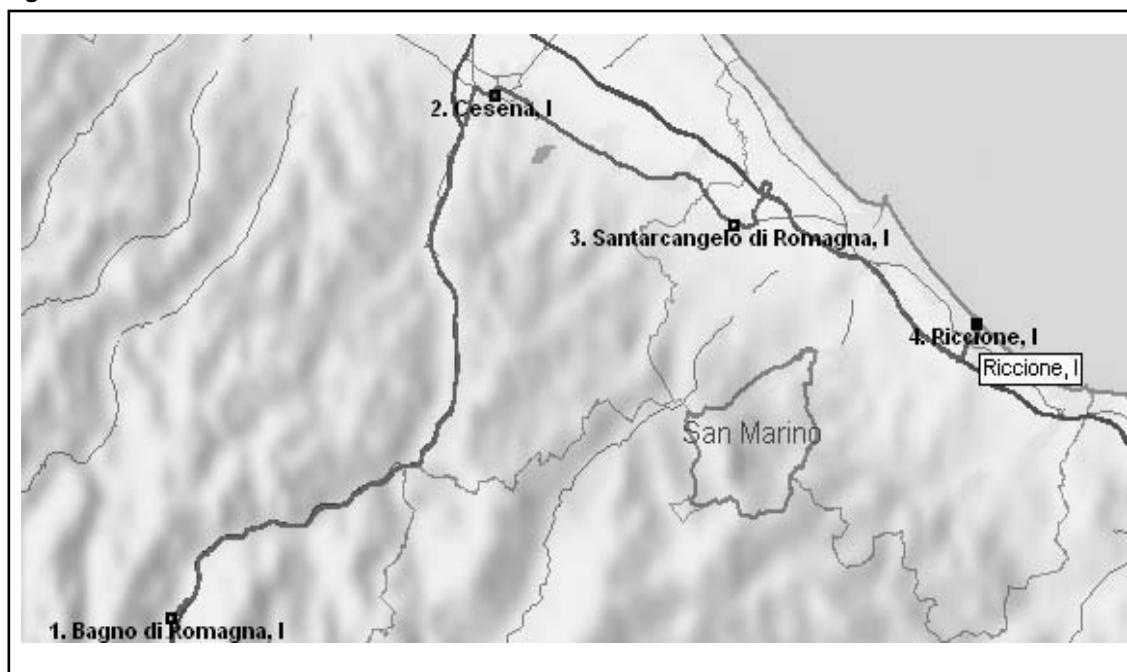 2. Cesena, I
3. Santarcangelo di Romagna, I
4. Riccione, I
Riccione, I
San Marino
1. Bagno di Romagna, I